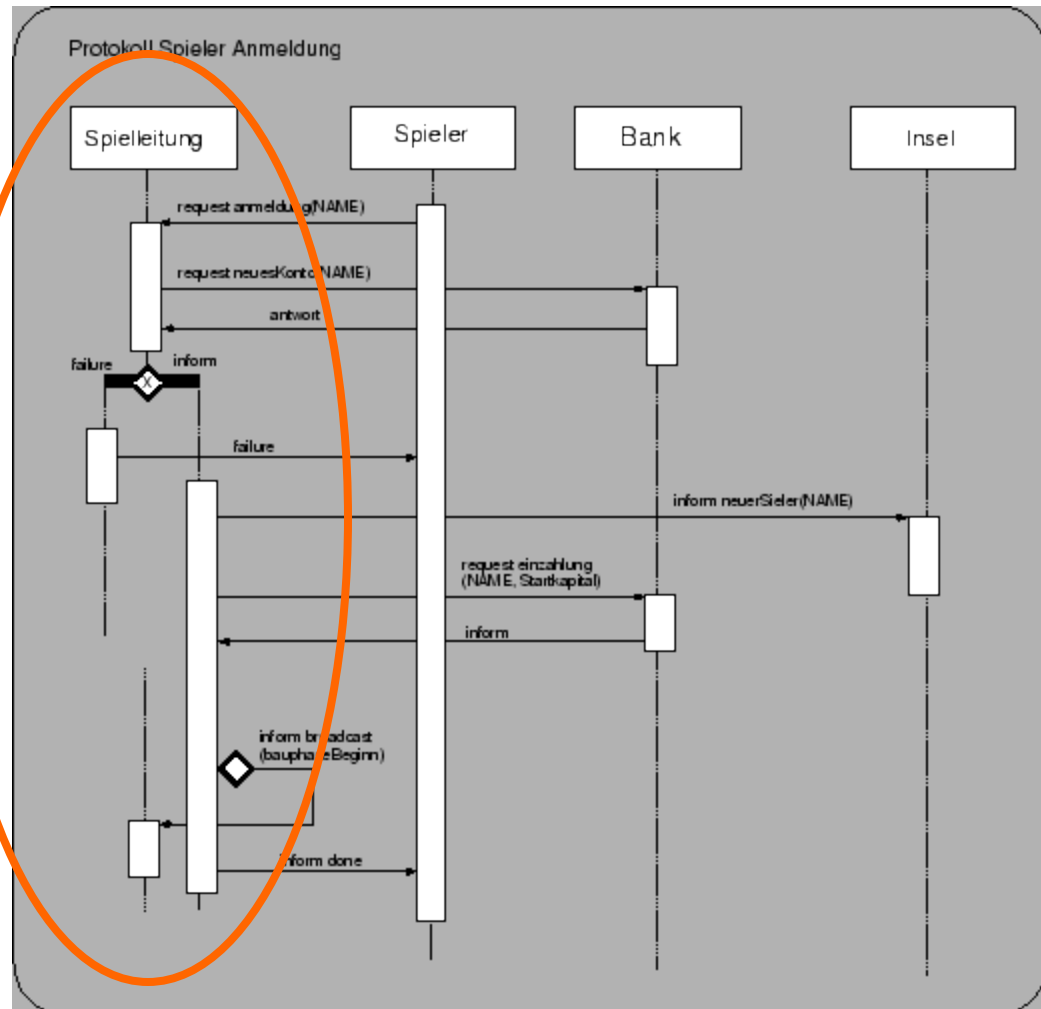 Protokoll Spieler Anmeldung
Spielleitung
Spieler
Bank
Insel
request anmeldung(NAME)
request neuesKonto(NAME)
antwort
failure
inform
X
failure
inform neuerSieler(NAME)
request einzahlung
(NAME, Startkapital)
inform
inform broadcast
(bauphaseBeginn)
inform done